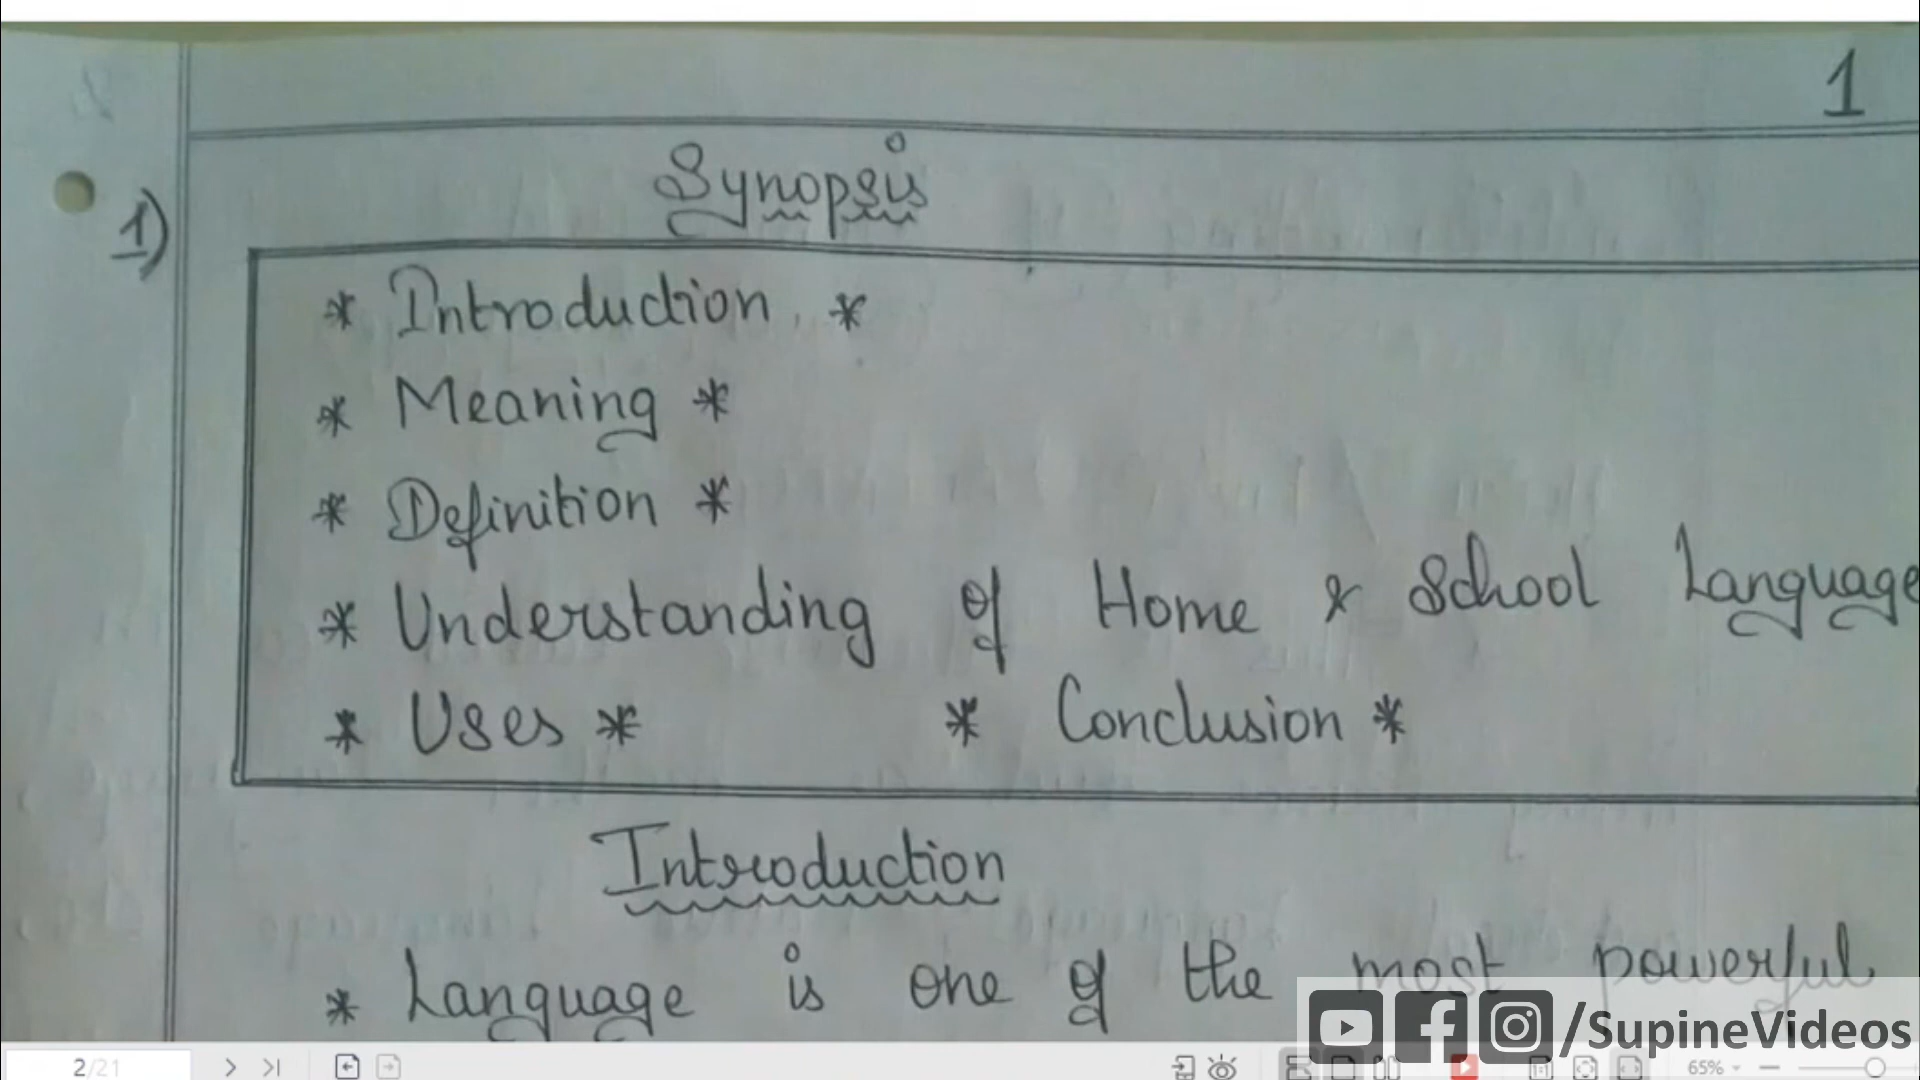 1
Synopsis
1)
* Introduction. *
* Meaning *
* Definition *
* Understanding of Home & School Language
* Uses * * Conclusion *
Introduction
* Language is one of the most powerful
/SupineVideos
2/21
65%